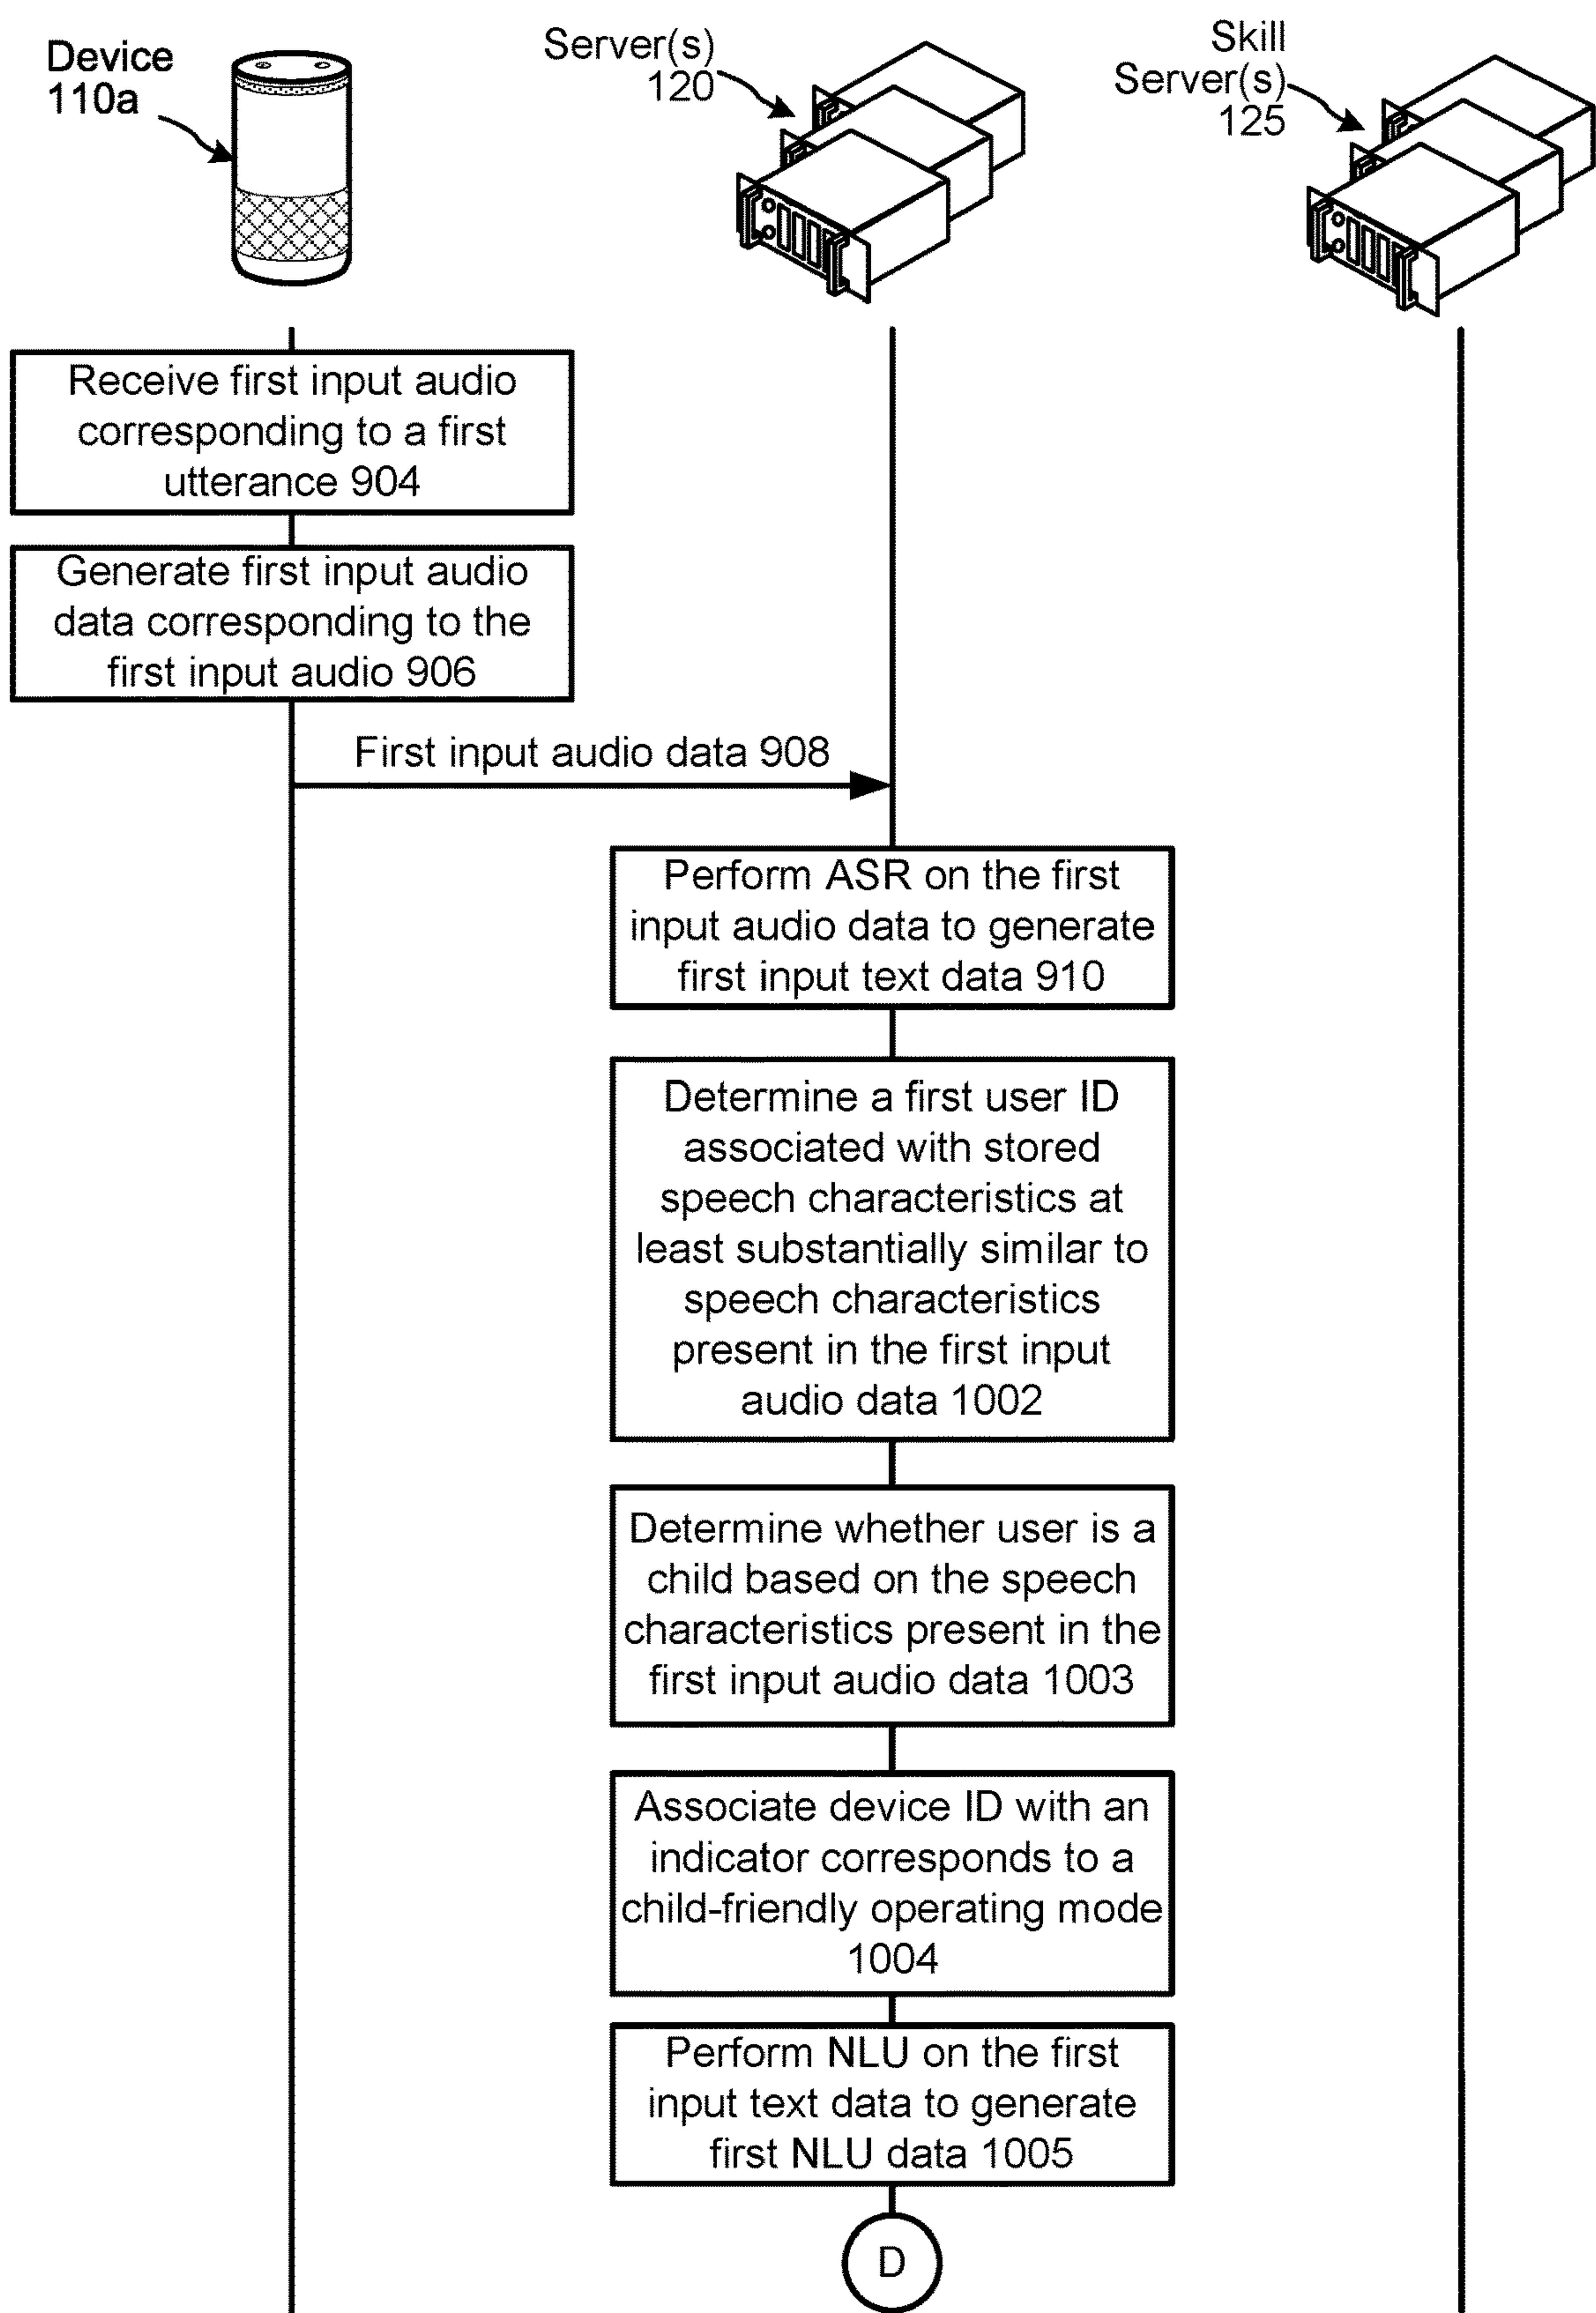 Device
110a
Server(s)
120
Skill
Server(s)
125
Receive first input audio
corresponding to a first
utterance 904
Generate first input audio
data corresponding to the
first input audio 906
First input audio data 908
Perform ASR on the first
input audio data to generate
first input text data 910
Determine a first user ID
associated with stored
speech characteristics at
least substantially similar to
speech characteristics
present in the first input
audio data 1002
Determine whether user is a
child based on the speech
characteristics present in the
first input audio data 1003
Associate device ID with an
indicator corresponds to a
child-friendly operating mode
1004
Perform NLU on the first
input text data to generate
first NLU data 1005
D